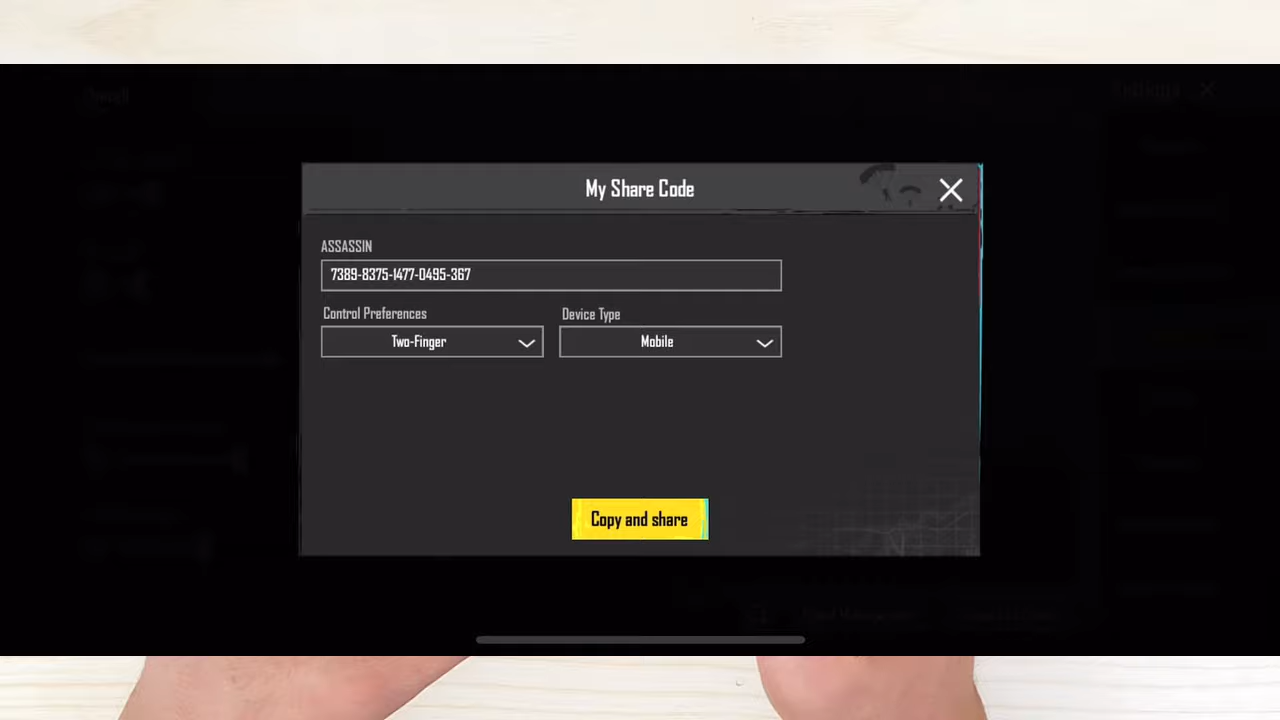 My Share Code
ASSASSIN
7389-8375-1477-0495-367
Control Preferences
Device Type
Two-Finger
Mobile
Copy and share